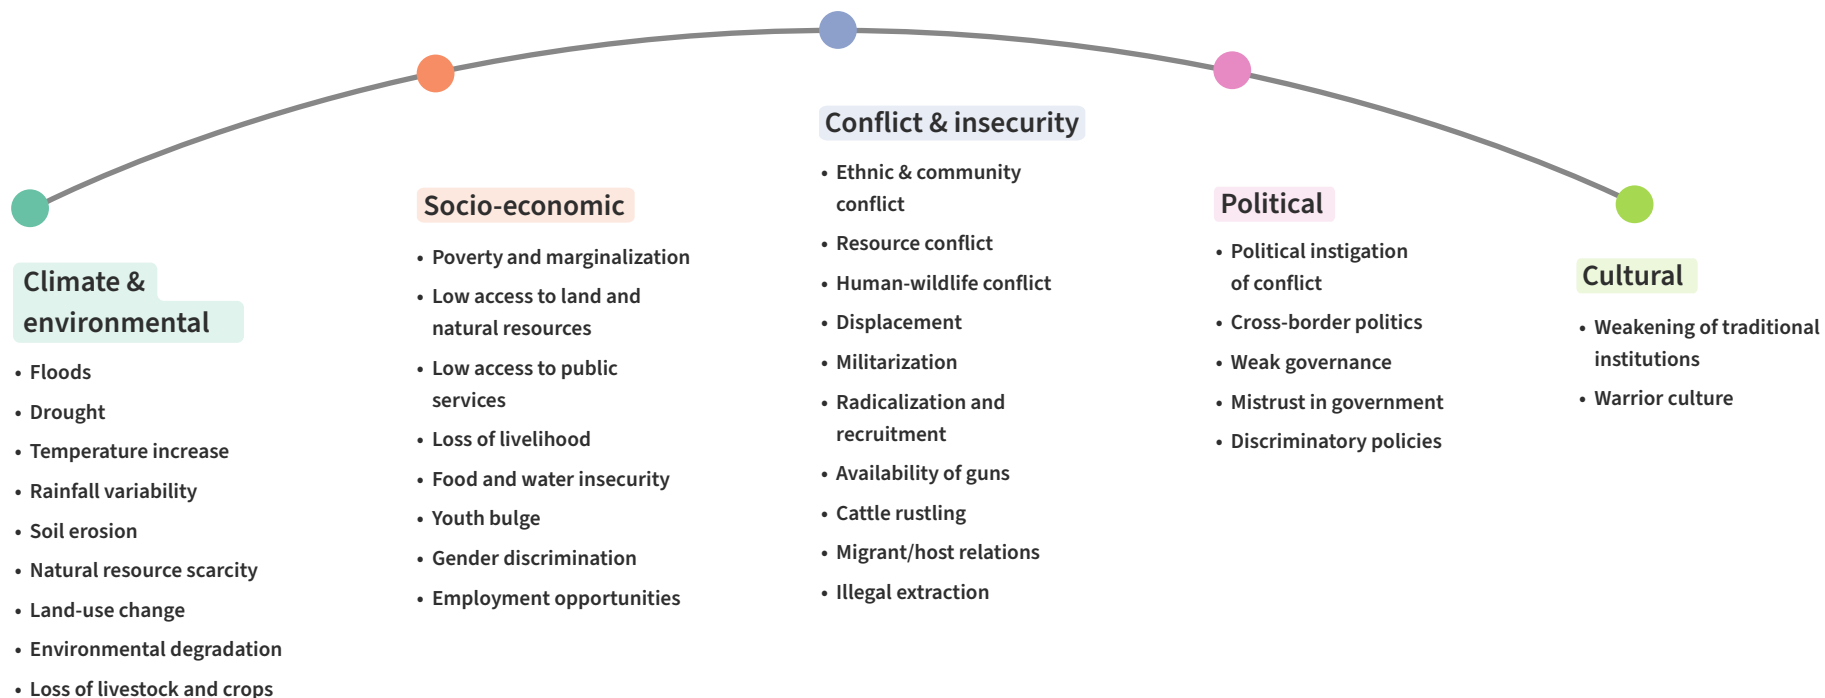 Climate &
environmental
• Floods
• Drought
• Temperature increase
• Rainfall variability
• Soil erosion
• Natural resource scarcity
• Land-use change
• Environmental degradation
• Loss of livestock and crops
Socio-economic
• Poverty and marginalization
• Low access to land and
natural resources
• Low access to public
services
• Loss of livelihood
• Food and water insecurity
• Youth bulge
• Gender discrimination
• Employment opportunities
Conflict & insecurity
• Ethnic & community
conflict
• Resource conflict
• Human-wildlife conflict
• Displacement
• Militarization
• Radicalization and
recruitment
• Availability of guns
• Cattle rustling
• Migrant/host relations
• Illegal extraction
Political
• Political instigation
of conflict
• Cross-border politics
• Weak governance
• Mistrust in government
• Discriminatory policies
Cultural
• Weakening of traditional
institutions
• Warrior culture